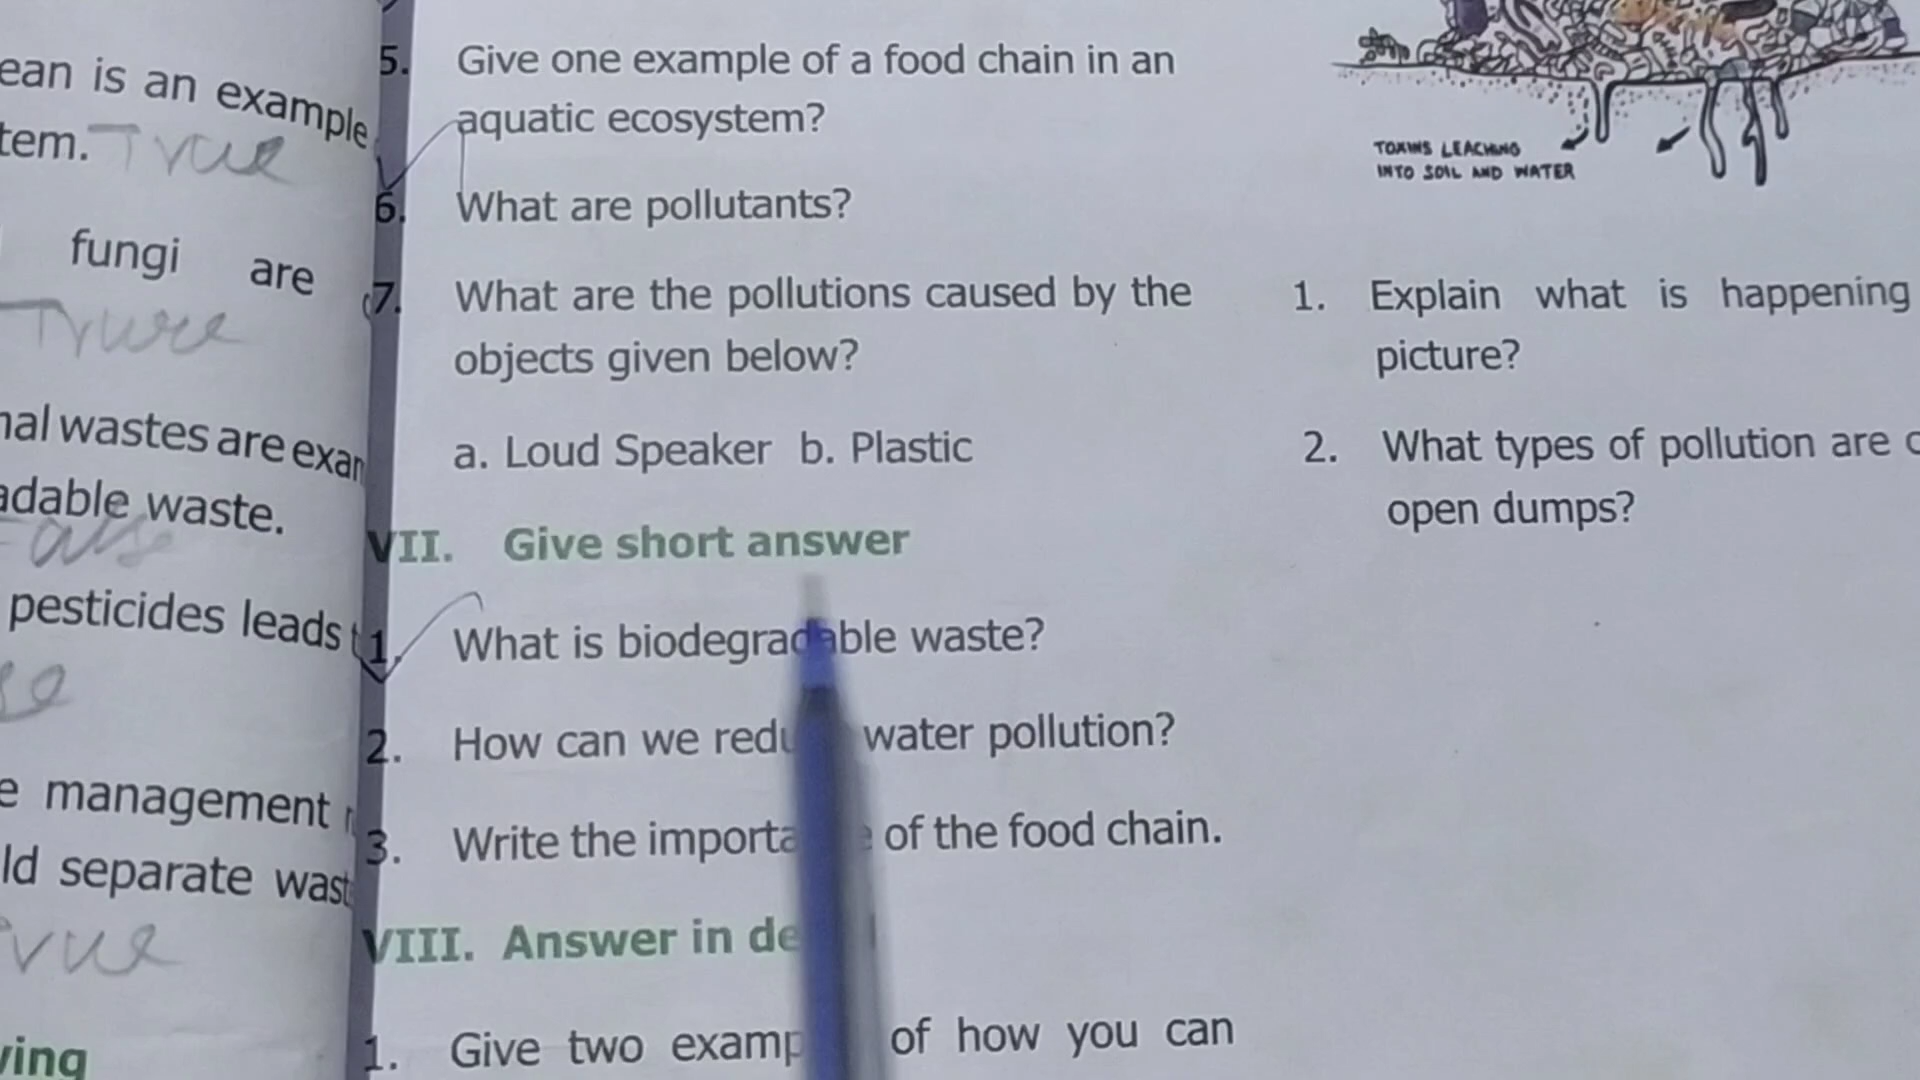 ean is an example
tem. True
fungi are
Trure
nal wastes are exam
adable waste.
pesticides leads t
e management
ld separate wast
ving
5. Give one example of a food chain in an
aquatic ecosystem?
6. What are pollutants?
7. What are the pollutions caused by the
objects given below?
a. Loud Speaker b. Plastic
VII. Give short answer
1. What is biodegradable waste?
2. How can we redu water pollution?
3. Write the importa of the food chain.
VIII. Answer in de
1. Give two examp of how you can
TOXINS LEACHING
INTO SOIL AND WATER
1. Explain what is happening
picture?
2. What types of pollution are c
open dumps?